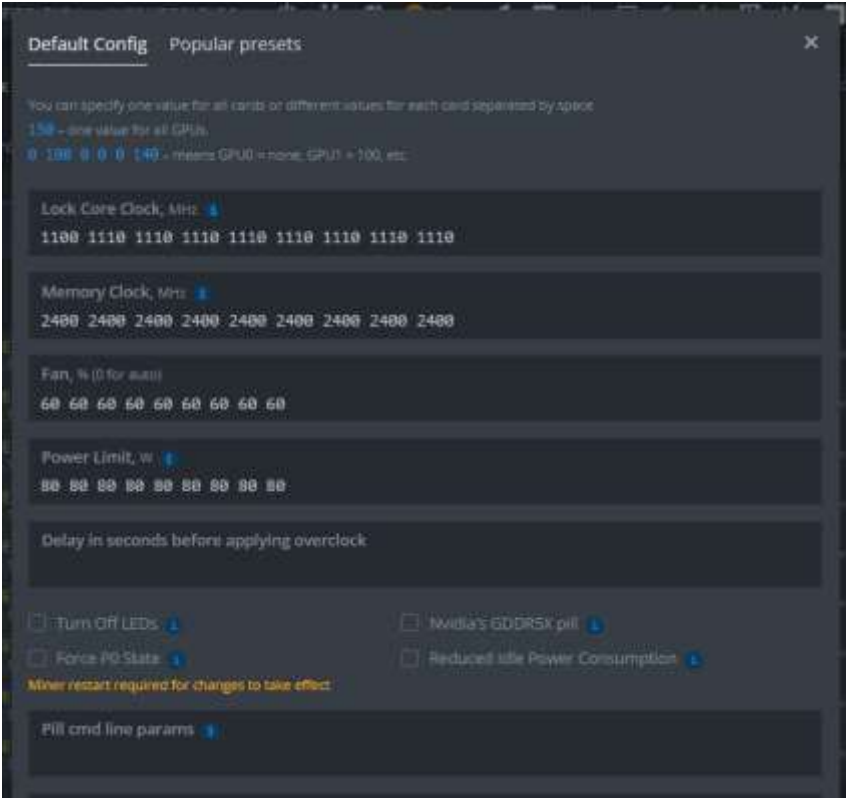 Default Config Popular presets
You can specify one value for all cards or different values for each card separated by space
150 - one value for all GPUs.
0 100 0 0 0 140 - means GPU0 = none, GPU1 = 100, etc
Lock Core Clock, MHz
1100 1110 1110 1110 1110 1110 1110 1110 1110
Memory Clock, MHz
2400 2400 2400 2400 2400 2400 2400 2400 2400
Fan, % (0 for auto)
60 60 60 60 60 60 60 60 60
Power Limit, W
80 80 80 80 80 80 80 80 80
Delay in seconds before applying overclock
Turn Off LEDs Nvidia's GDDR5X pill
Force P0 State Reduced Idle Power Consumption
Miner restart required for changes to take effect
Pill cmd line params